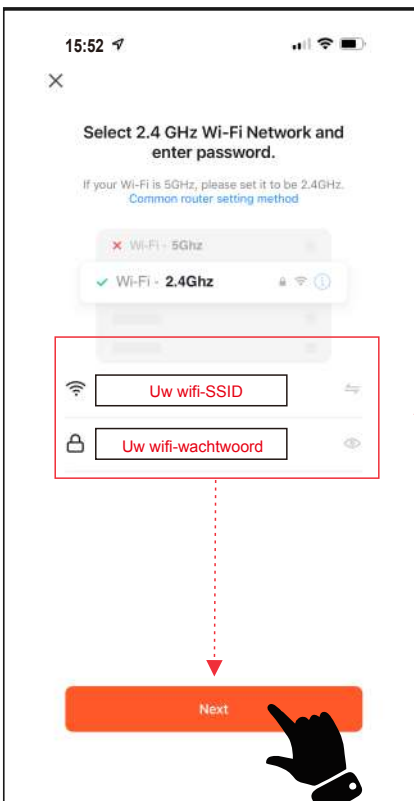 15:52
Select 2.4 GHz Wi-Fi Network and
enter password.
If your Wi-Fi is 5GHz, please set it to be 2.4GHz.
Common router setting method
Wi-Fi - 5Ghz
Wi-Fi - 2.4Ghz
Uw wifi-SSID
Uw wifi-wachtwoord
Next